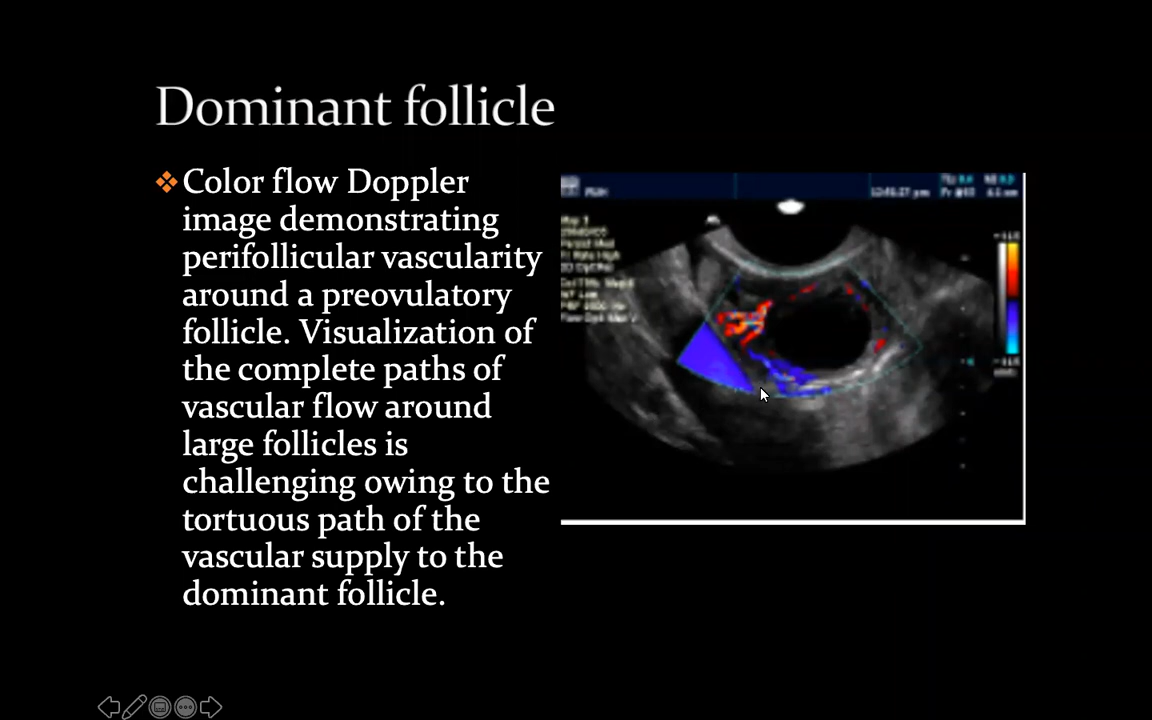 Dominant follicle
Color flow Doppler
image demonstrating
perifollicular vascularity
around a preovulatory
follicle. Visualization of
the complete paths of
vascular flow around
large follicles is
challenging owing to the
tortuous path of the
vascular supply to the
dominant follicle.